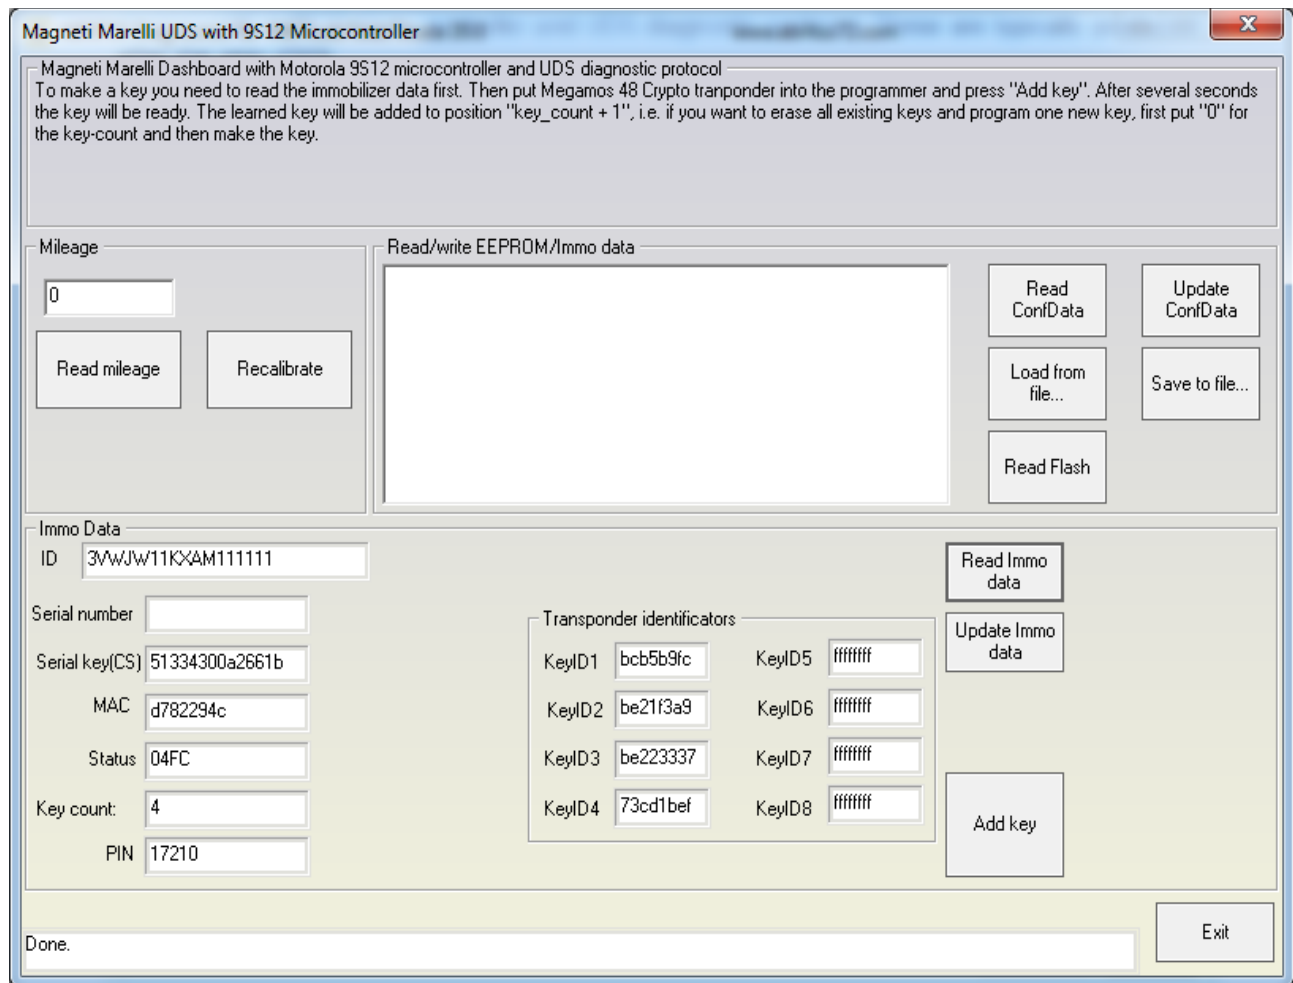 Magneti Marelli UDS with 9S12 Microcontroller
X
Magneti Marelli Dashboard with Motorola 9S12 microcontroller and UDS diagnostic protocol
To make a key you need to read the immobilizer data first. Then put Megamos 48 Crypto tranponder into the programmer and press "Add key". After several seconds
the key will be ready. The learned key will be added to position "key_count + 1", i.e. if you want to erase all existing keys and program one new key, first put "0" for
the key-count and then make the key.
Mileage
0
Read mileage
Recalibrate
Read/write EEPROM/Immo data
Read
ConfData
Update
ConfData
Load from
file...
Save to file...
Read Flash
Immo Data
ID 3VWJW11KXAM111111
Serial number
Serial key(CS) 51334300a2661b
MAC d782294c
Status 04FC
Key count: 4
PIN 17210
Transponder identificators
KeyID1 bcb5b9fc KeyID5 ffffffff
KeyID2 be21f3a9 KeyID6 ffffffff
KeyID3 be223337 KeyID7 ffffffff
KeyID4 73cd1bef KeyID8 ffffffff
Read Immo
data
Update Immo
data
Add key
Done.
Exit